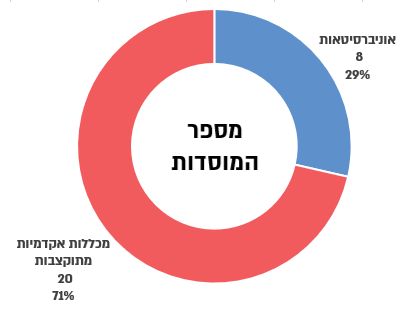 אוניברסיטאות
8
29%
מספר
המוסדות
מכללות אקדמיות
מתוקצבות
20
71%